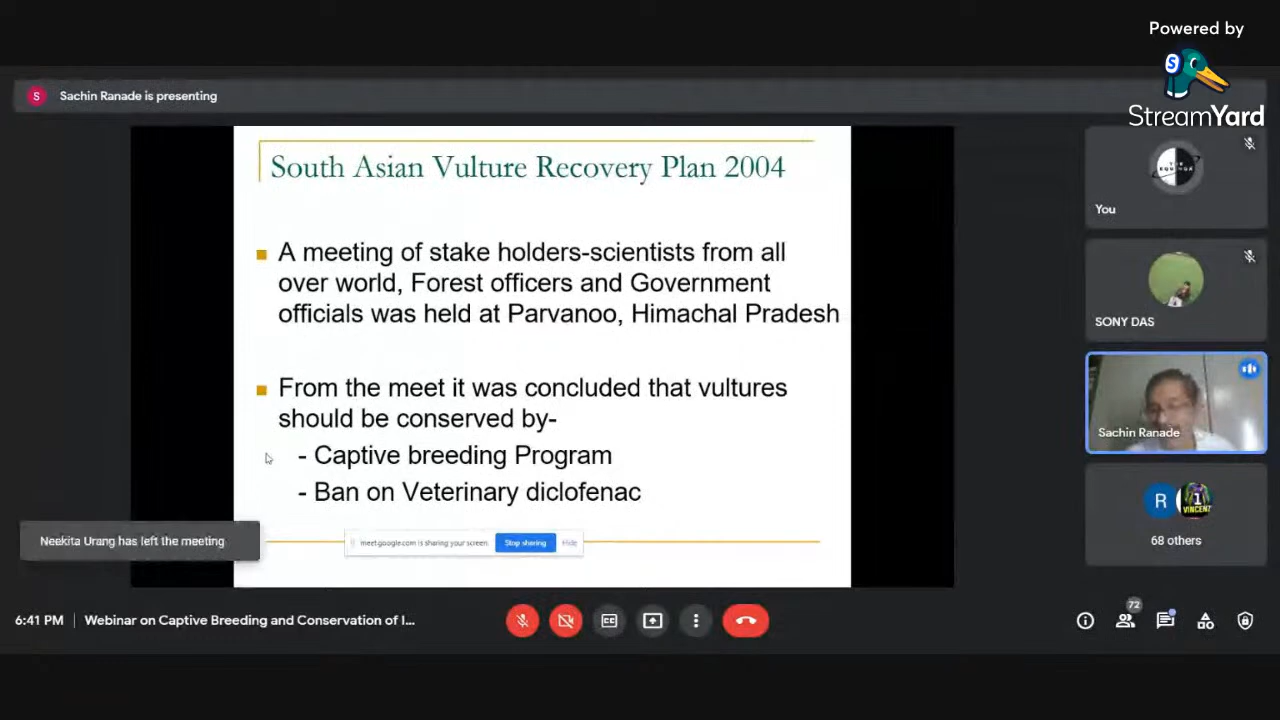 Powered by
StreamYard
S
Sachin Ranade is presenting
South Asian Vulture Recovery Plan 2004
A meeting of stake holders-scientists from all
over world, Forest officers and Government
officials was held at Parvanoo, Himachal Pradesh
From the meet it was concluded that vultures
should be conserved by-
- Captive breeding Program
- Ban on Veterinary diclofenac
meet.google.com is sharing your screen.
Stop sharing
Hide
Neekita Urang has left the meeting
You
SONY DAS
Sachin Ranade
R
1
VINCENT
68 others
6:41 PM
Webinar on Captive Breeding and Conservation of I...
CC
72